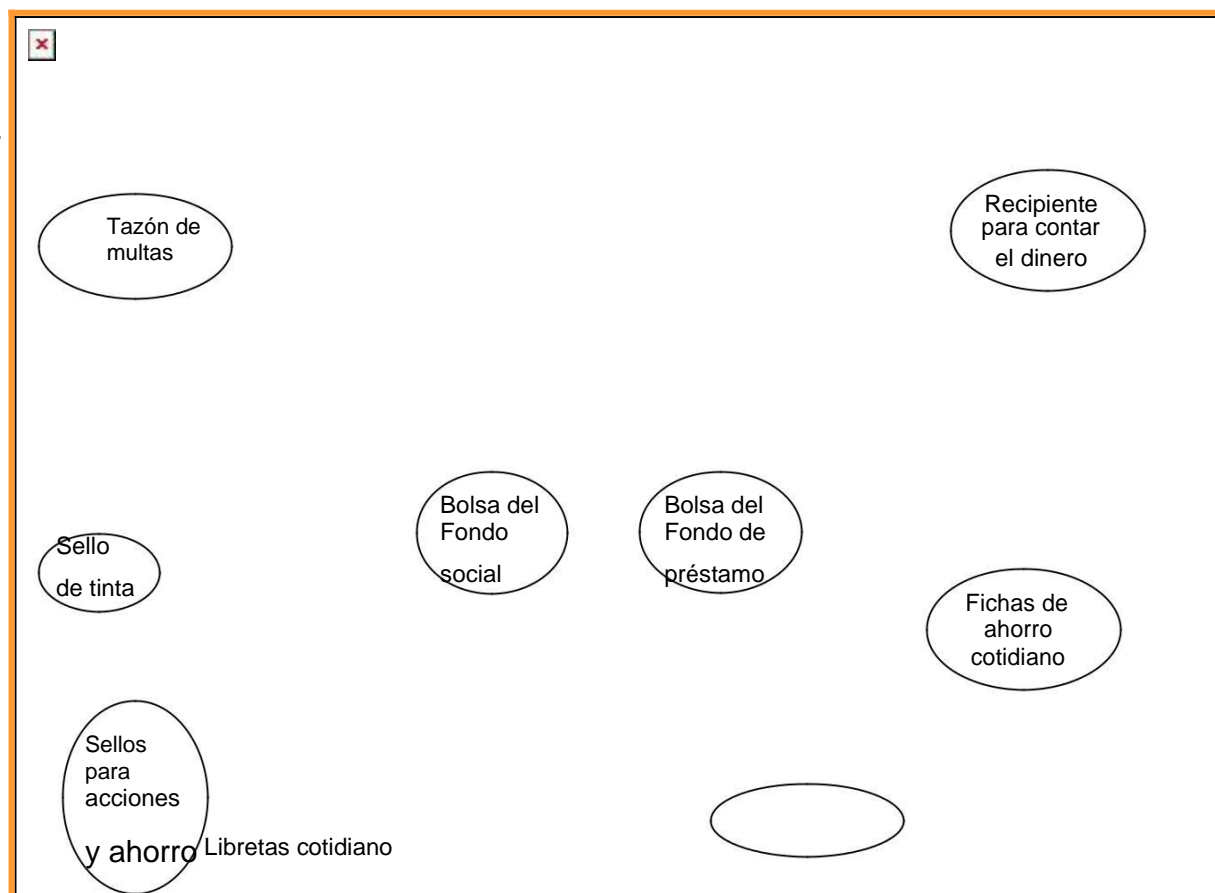 Tazón de
multas
Recipiente
para contar
el dinero
Bolsa del
Fondo
social
Bolsa del
Fondo de
préstamo
Sello
de tinta
Fichas de
ahorro
cotidiano
Sellos
para
acciones
y ahorro Libretas cotidiano